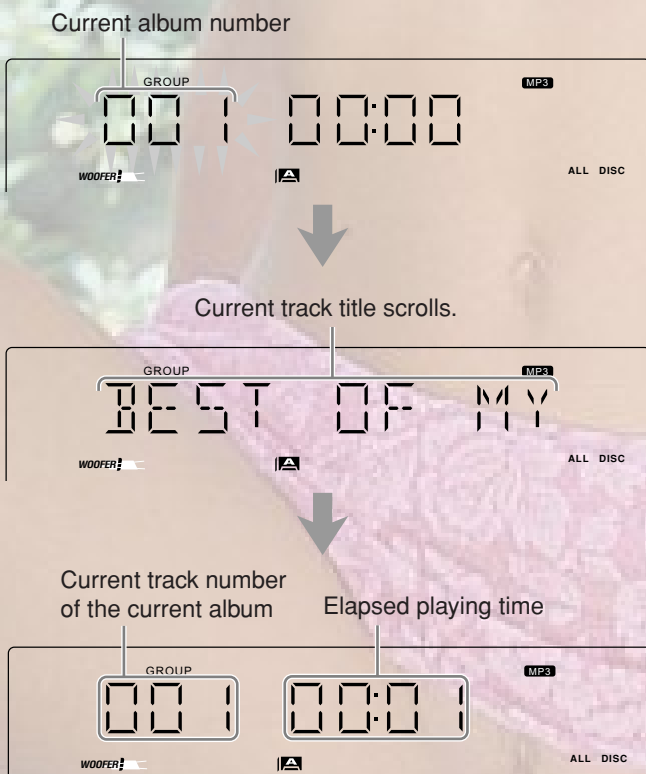 Current album number
GROUP
MP3
001 00:00
WOOFER
A
ALL DISC
Current track title scrolls.
GROUP
MP3
BEST OF MY
WOOFER
A
ALL DISC
Current track number
of the current album
Elapsed playing time
GROUP
MP3
001 00:01
WOOFER
A
ALL DISC